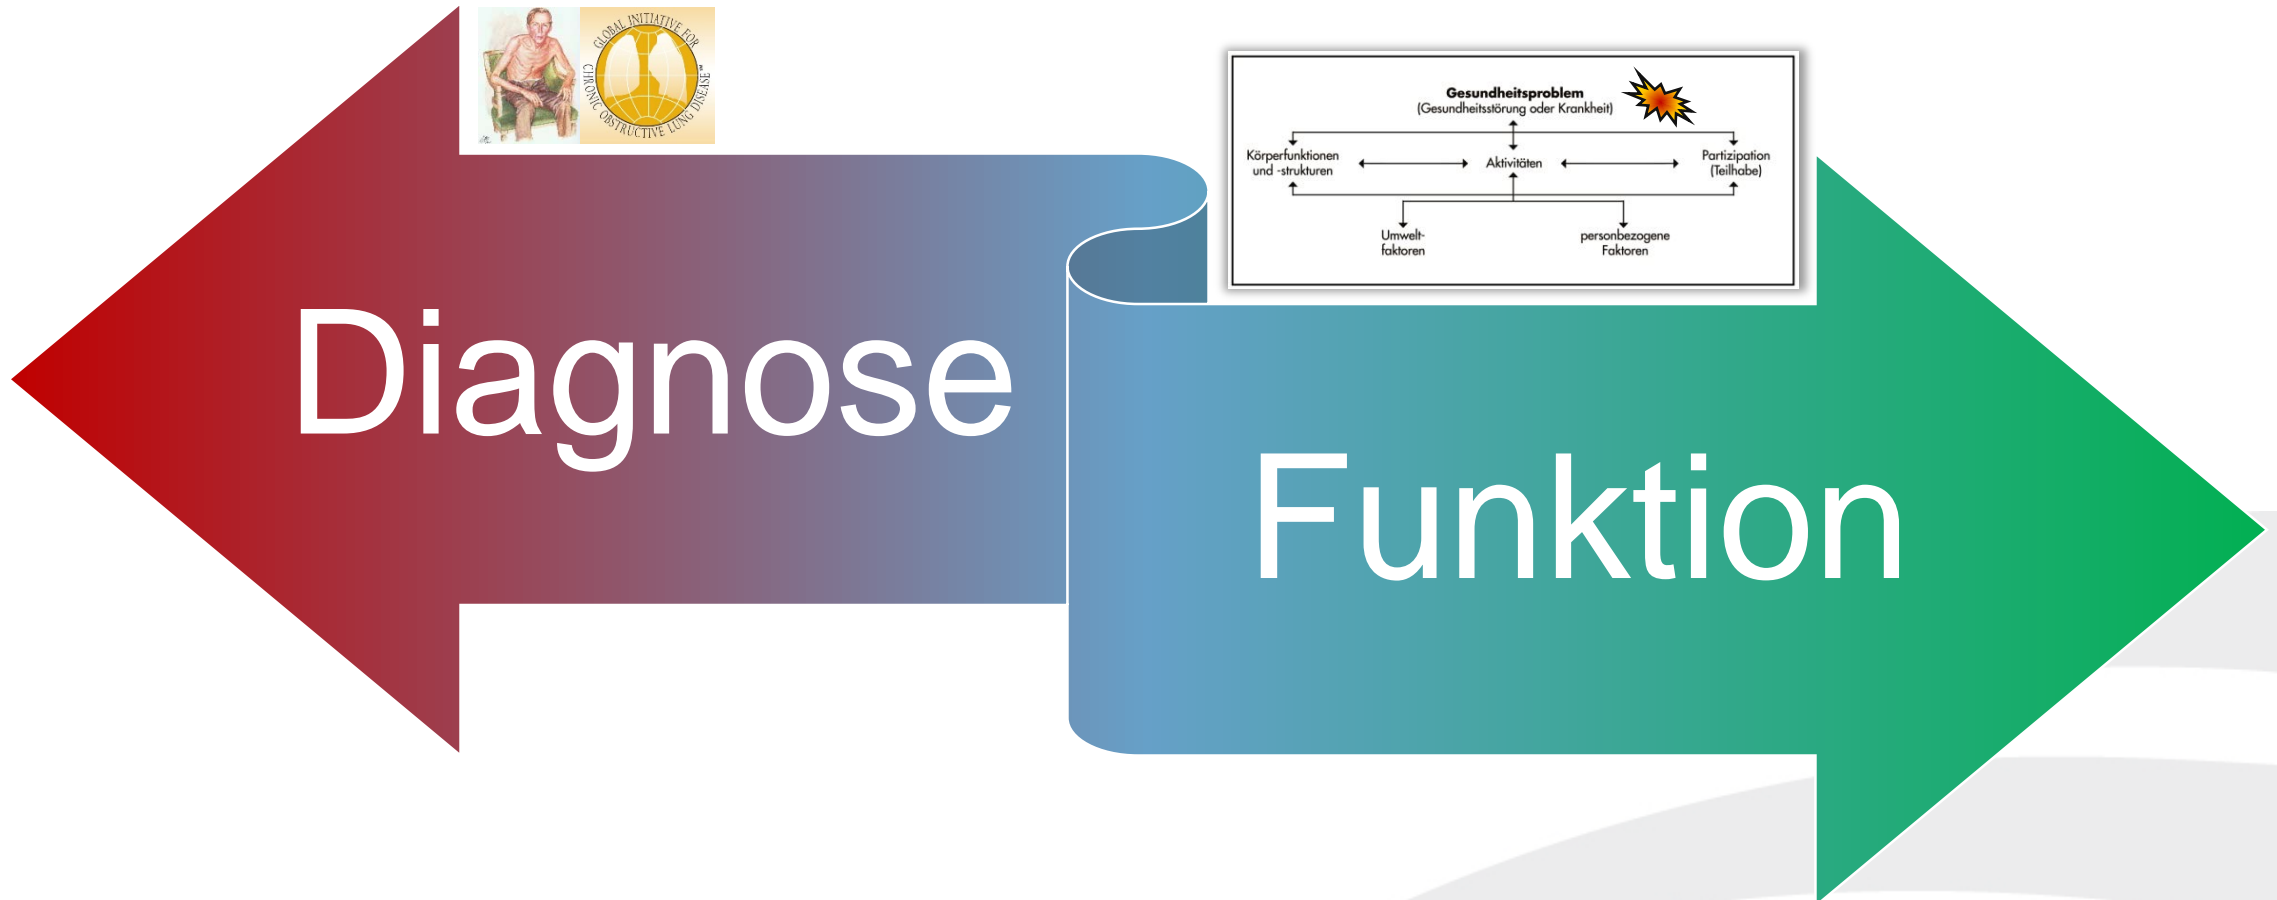 GLOBAL INITIATIVE FOR
CHRONIC OBSTRUCTIVE LUNG DISEASE
Gesundheitsproblem
(Gesundheitsstörung oder Krankheit)
Körperfunktionen
und -strukturen
Aktivitäten
Partizipation
(Teilhabe)
Umwelt-
faktoren
personbezogene
Faktoren
Diagnose
Funktion